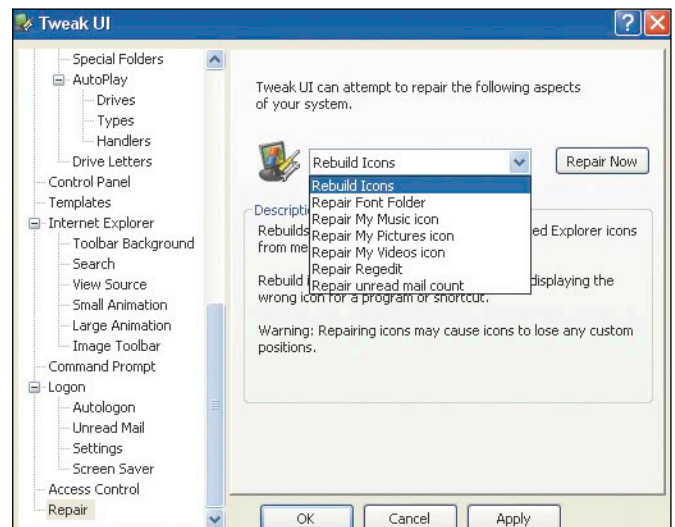 Tweak UI
Special Folders
AutoPlay
Drives
Types
Handlers
Drive Letters
Control Panel
Templates
Internet Explorer
Toolbar Background
Search
View Source
Small Animation
Large Animation
Image Toolbar
Command Prompt
Logon
Autologon
Unread Mail
Settings
Screen Saver
Access Control
Repair
Tweak UI can attempt to repair the following aspects
of your system.
Rebuild Icons
Repair Now
Rebuild Icons
Repair Font Folder
Repair My Music icon
Repair My Pictures icon
Repair My Videos icon
Repair Regedit
Repair unread mail count
Rebuilds
ed Explorer icons
from me
Rebuild
displaying the
wrong icon for a program or shortcut.
Warning: Repairing icons may cause icons to lose any custom
positions.
OK
Cancel
Apply